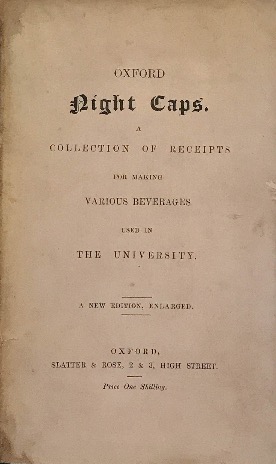 OXFORD
Night Caps.
A
COLLECTION OF RECEIPTS
FOR MAKING
VARIOUS BEVERAGES
USED IN
THE UNIVERSITY.
A NEW EDITION, ENLARGED.
OXFORD,
SLATTER & ROSE, 2 & 3, HIGH STREET.
Price One Shilling.